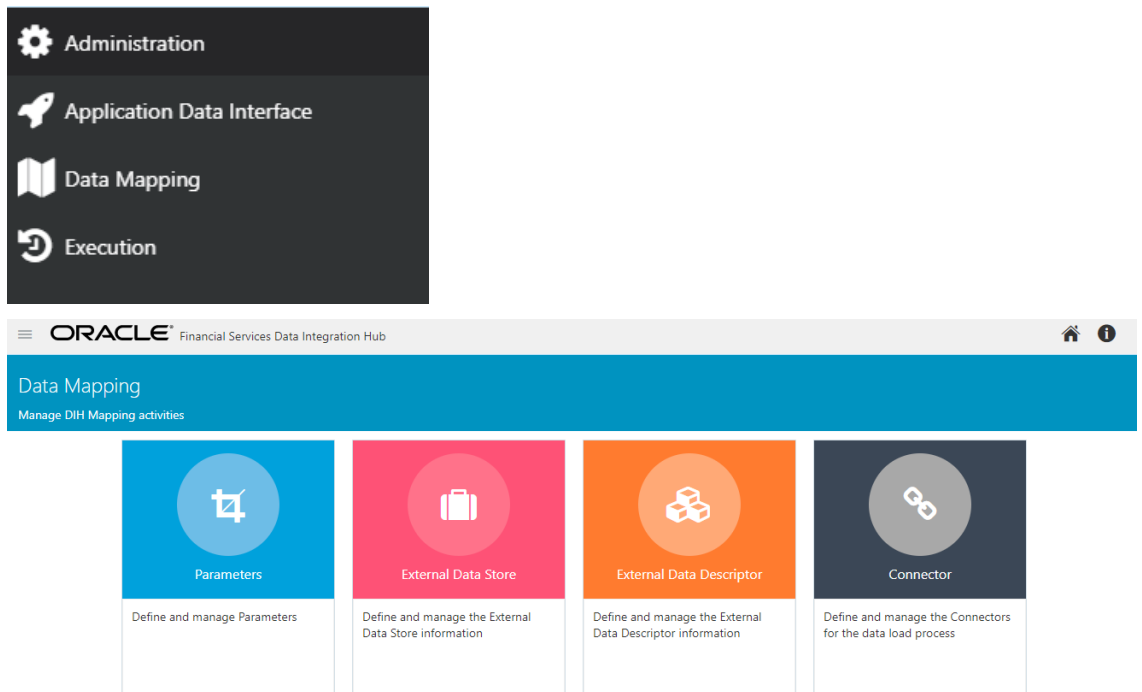 Administration
Application Data Interface
Data Mapping
Execution
ORACLE® Financial Services Data Integration Hub
Data Mapping
Manage DIH Mapping activities
Parameters
External Data Store
External Data Descriptor
Connector
Define and manage Parameters
Define and manage the External
Data Store information
Define and manage the External
Data Descriptor information
Define and manage the Connectors
for the data load process